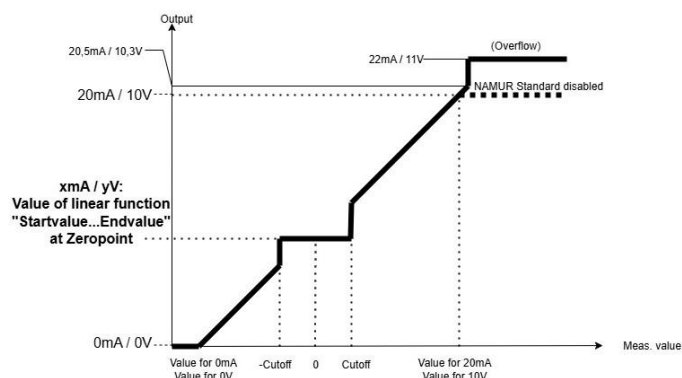 Output
20,5mA / 10,3V
22mA / 11V
(Overflow)
20mA / 10V
NAMUR Standard disabled
xmA / yV:
Value of linear function
"Startvalue...Endvalue"
at Zeropoint
0mA / 0V
Meas. value
Value for 0mA
Value for 0V
-Cutoff
0
Cutoff
Value for 20mA
Value for 10V